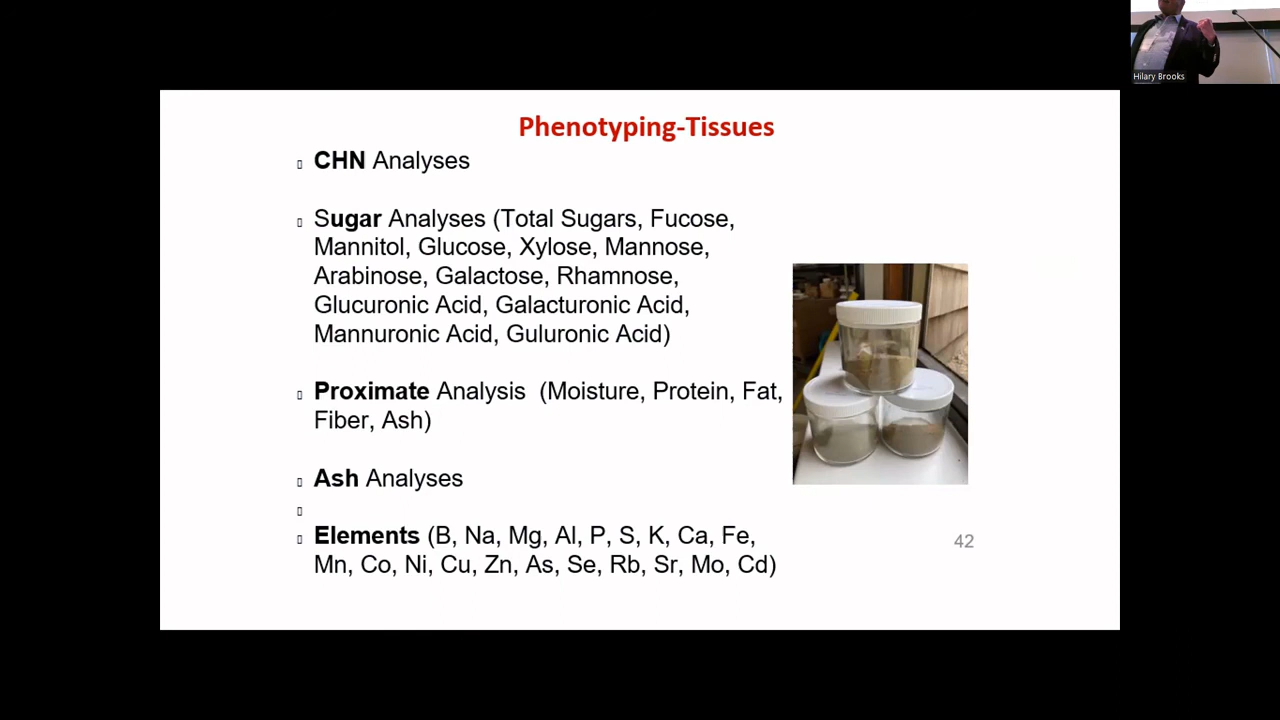 Hilary Brooks
Phenotyping-Tissues
CHN Analyses
Sugar Analyses (Total Sugars, Fucose,
Mannitol, Glucose, Xylose, Mannose,
Arabinose, Galactose, Rhamnose,
Glucuronic Acid, Galacturonic Acid,
Mannuronic Acid, Guluronic Acid)
Proximate Analysis (Moisture, Protein, Fat,
Fiber, Ash)
Ash Analyses
Elements (B, Na, Mg, Al, P, S, K, Ca, Fe,
Mn, Co, Ni, Cu, Zn, As, Se, Rb, Sr, Mo, Cd)
42